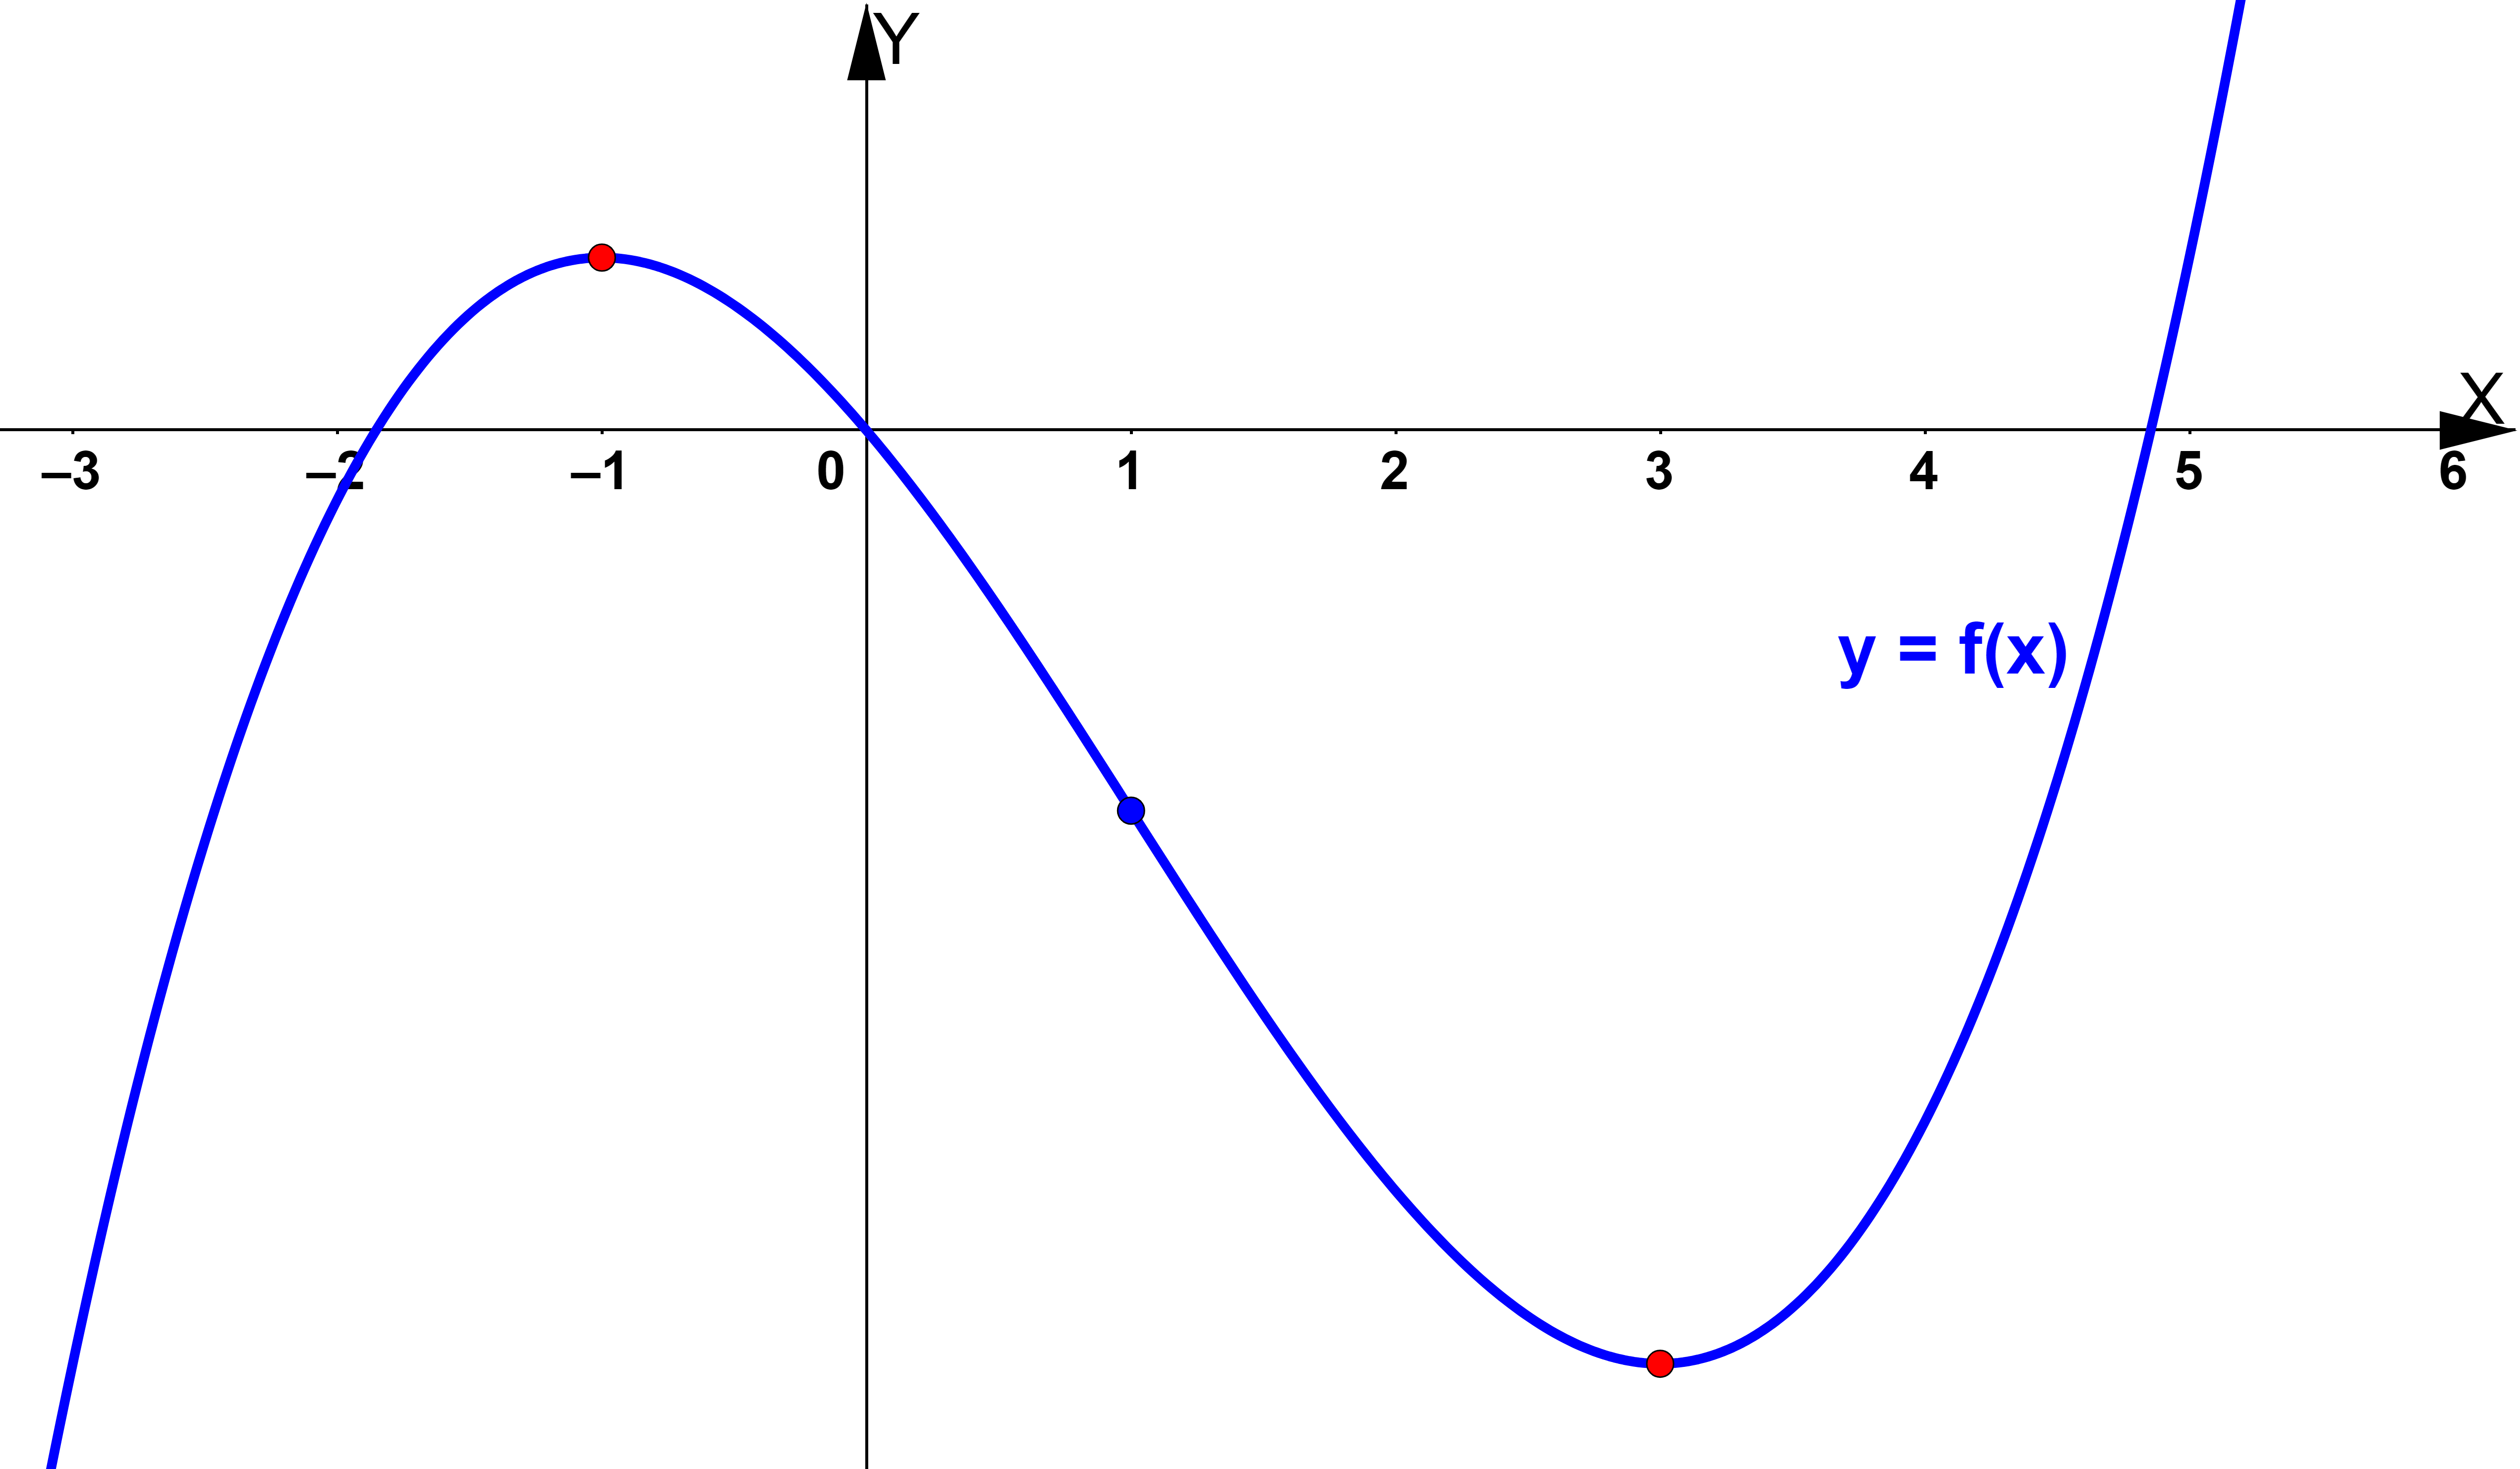 Y
X
–3 –2 –1 0 1 2 3 4 5 6
y = f(x)